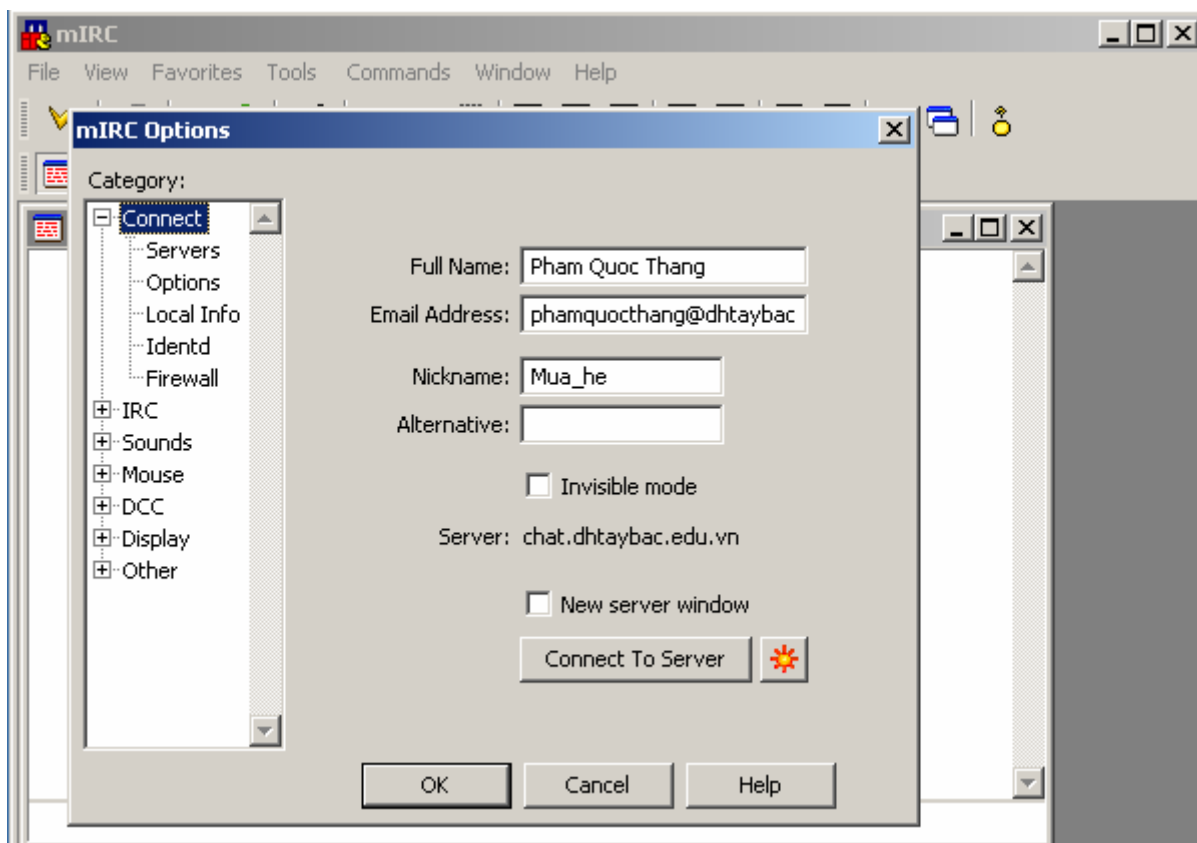 mIRC
File View Favorites Tools Commands Window Help
mIRC Options
Category:
Connect
Servers
Options
Local Info
Identd
Firewall
IRC
Sounds
Mouse
DCC
Display
Other
Full Name: Pham Quoc Thang
Email Address: phamquocthang@dhtaybac
Nickname: Mua_he
Alternative:
Invisible mode
Server: chat.dhtaybac.edu.vn
New server window
Connect To Server
OK Cancel Help